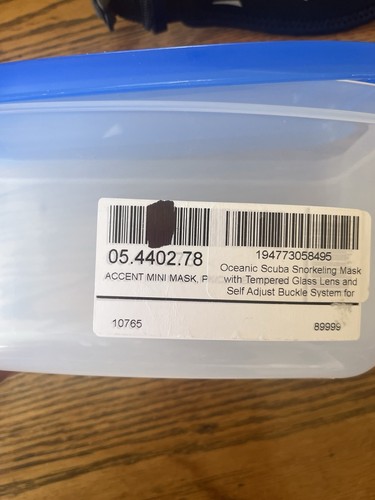 05.4402.78
194773058495
ACCENT MINI MASK, P
Oceanic Scuba Snorkeling Mask
with Tempered Glass Lens and
Self Adjust Buckle System for
10765
89999